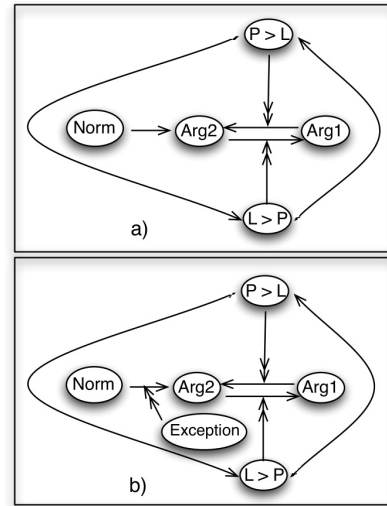 P > L
Norm
Arg2
Arg1
L > P
a)
P > L
Norm
Arg2
Arg1
Exception
L > P
b)